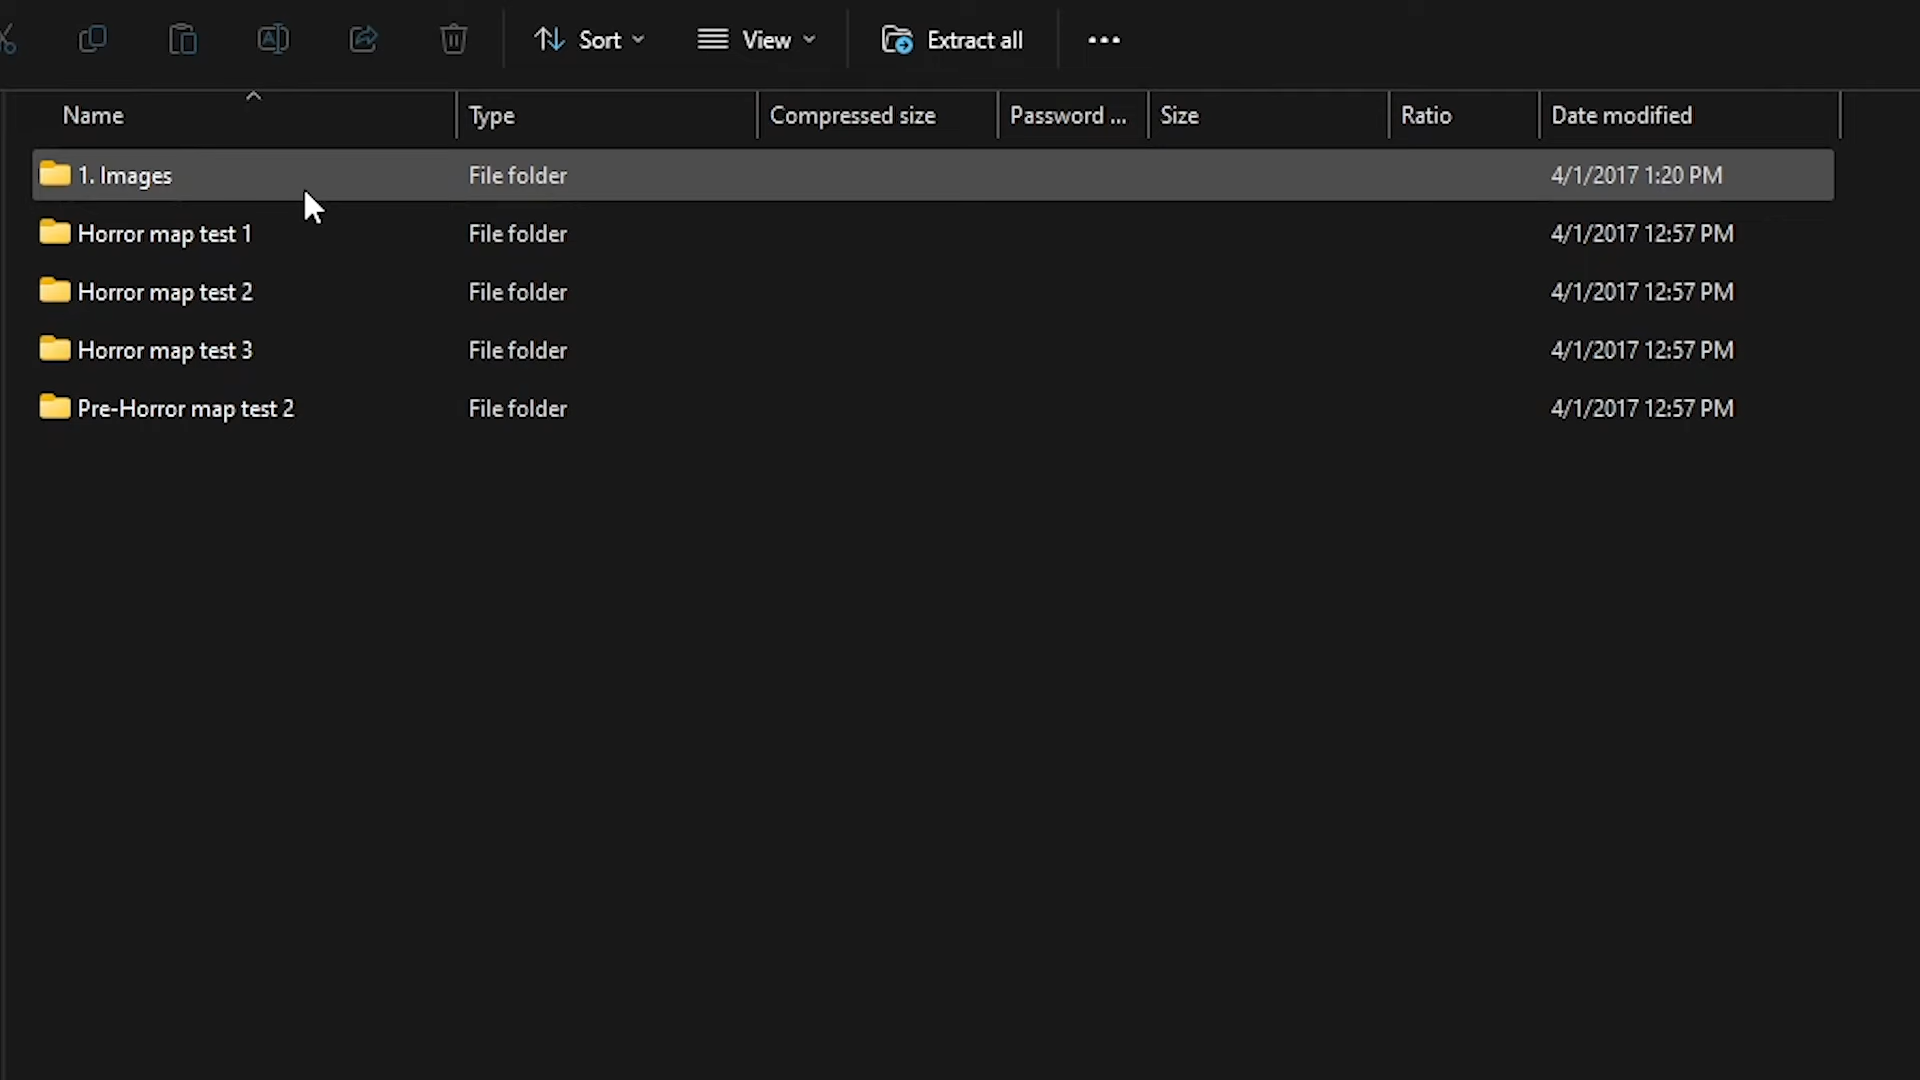 Sort View Extract all
Name Type Compressed size Password ... Size Ratio Date modified
1. Images File folder 4/1/2017 1:20 PM
Horror map test 1 File folder 4/1/2017 12:57 PM
Horror map test 2 File folder 4/1/2017 12:57 PM
Horror map test 3 File folder 4/1/2017 12:57 PM
Pre-Horror map test 2 File folder 4/1/2017 12:57 PM